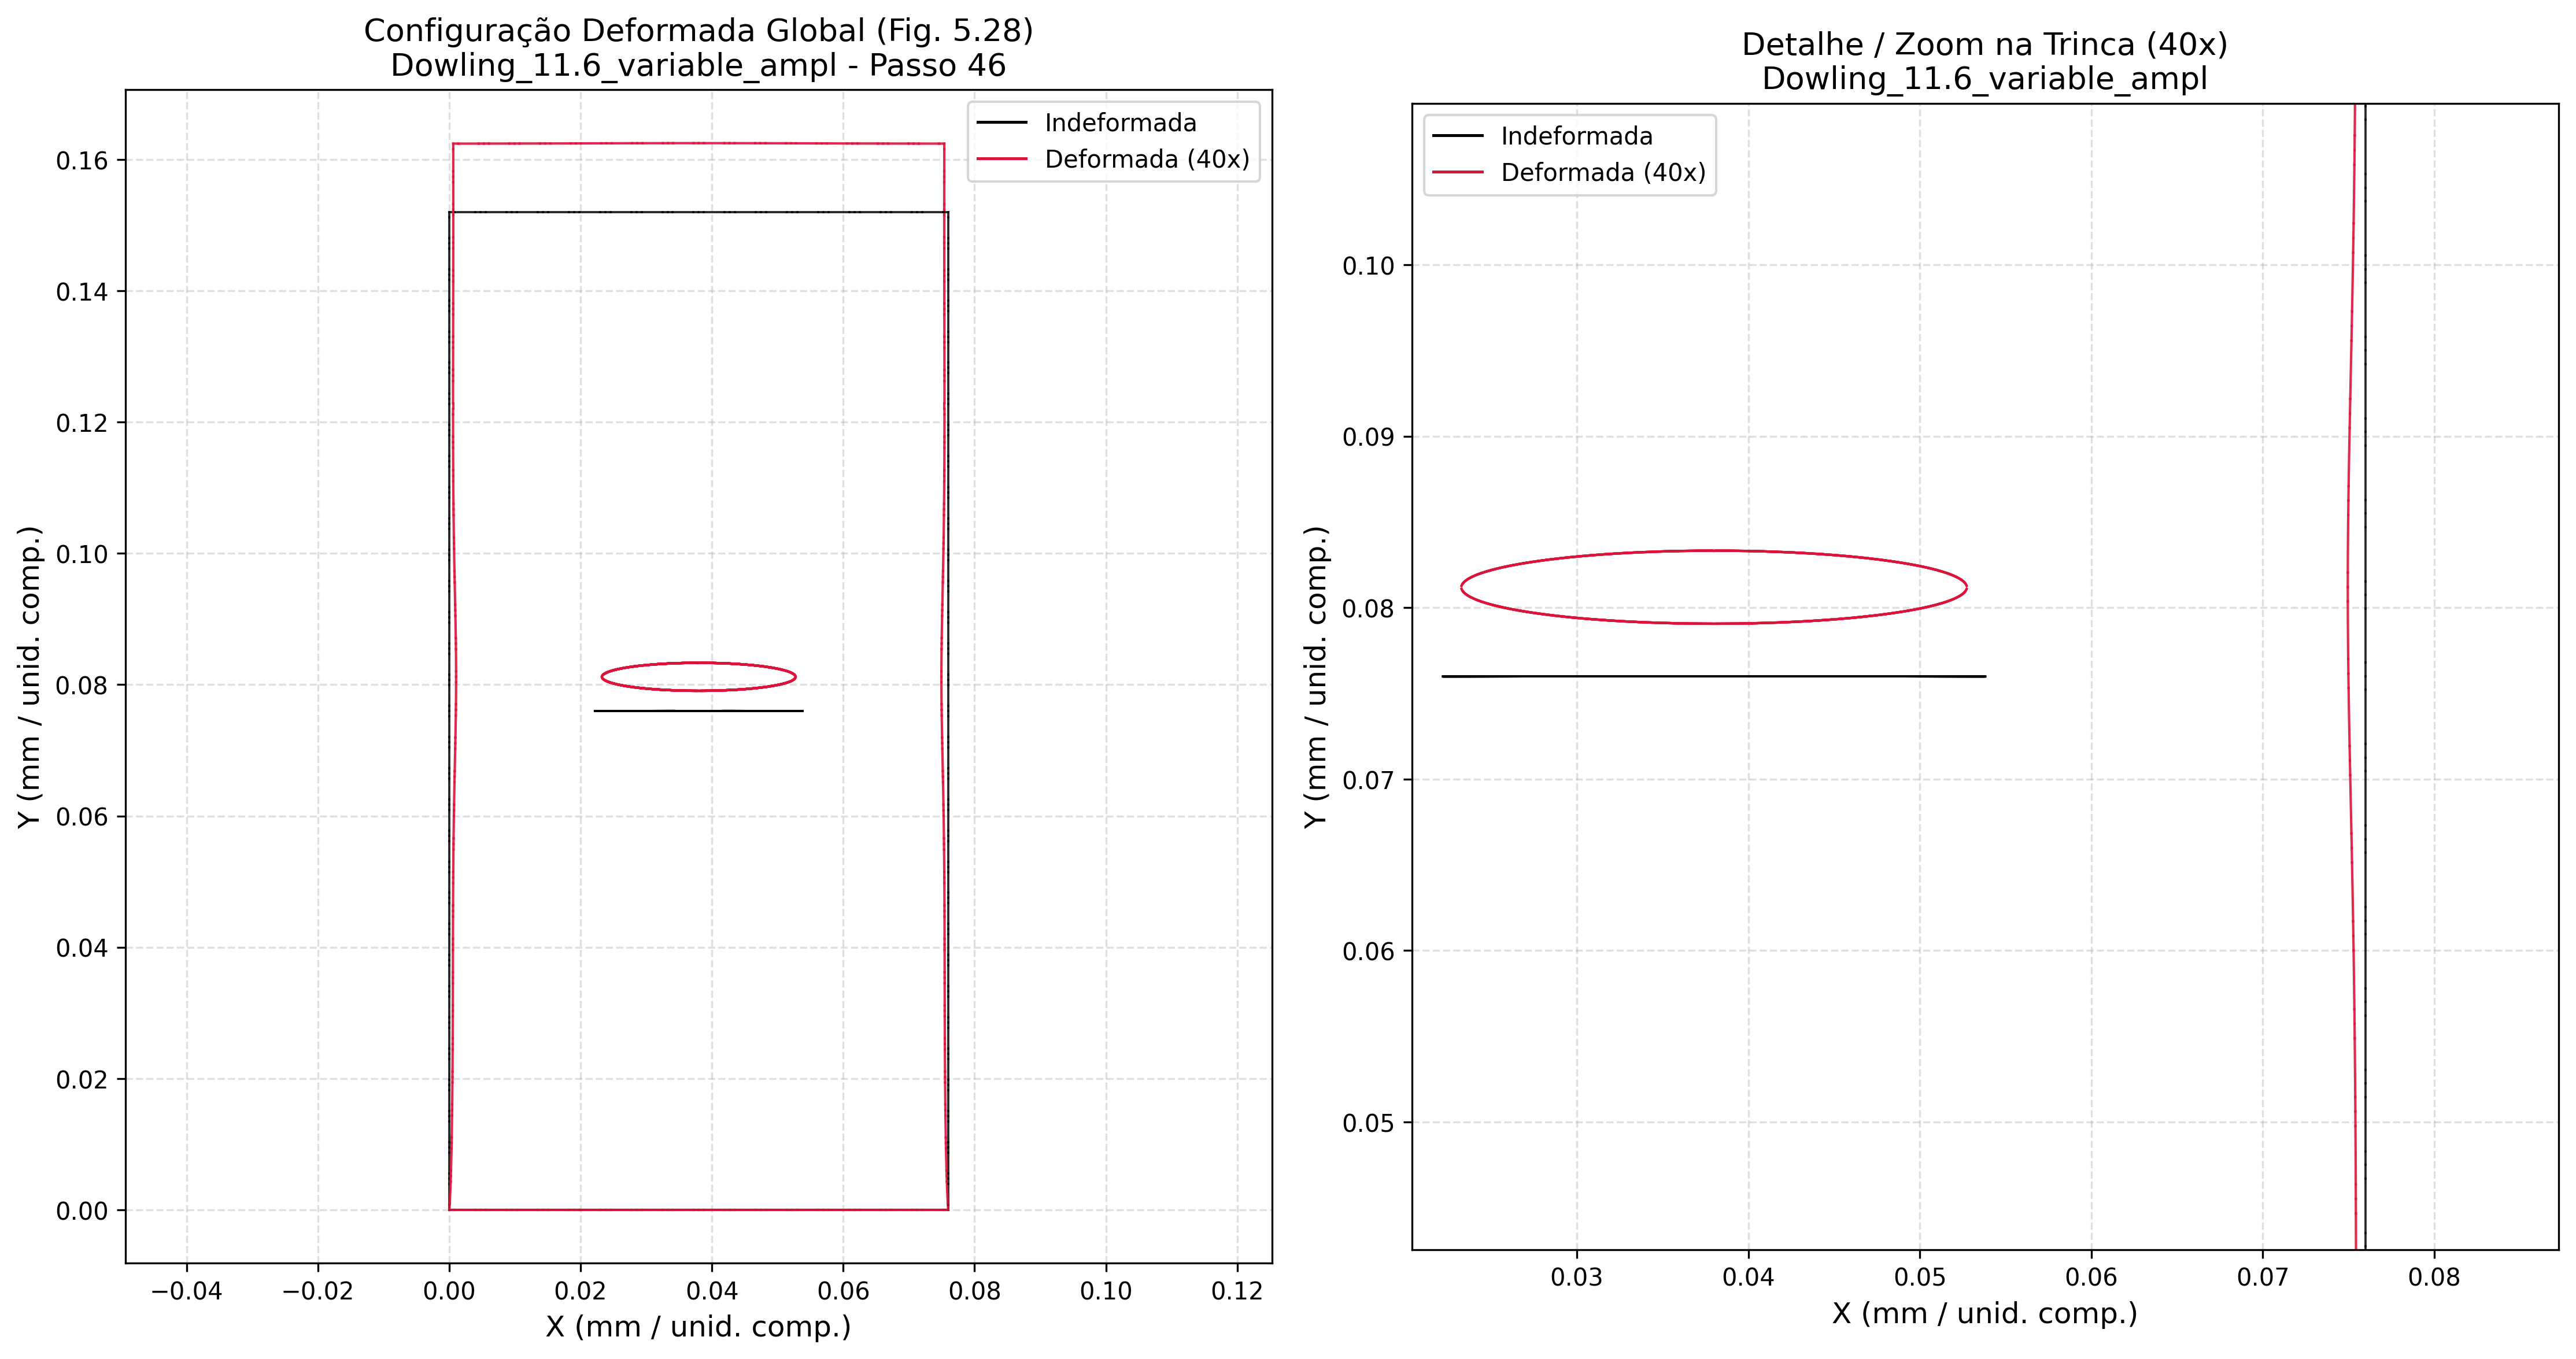 Configuração Deformada Global (Fig. 5.28)
Dowling_11.6_variable_ampl - Passo 46
Indeformada
Deformada (40x)
Y (mm / unid. comp.)
0.16
0.14
0.12
0.10
0.08
0.06
0.04
0.02
0.00
−0.04
−0.02
0.00
0.02
0.04
0.06
0.08
0.10
0.12
X (mm / unid. comp.)
Detalhe / Zoom na Trinca (40x)
Dowling_11.6_variable_ampl
Indeformada
Deformada (40x)
Y (mm / unid. comp.)
0.10
0.09
0.08
0.07
0.06
0.05
0.03
0.04
0.05
0.06
0.07
0.08
X (mm / unid. comp.)